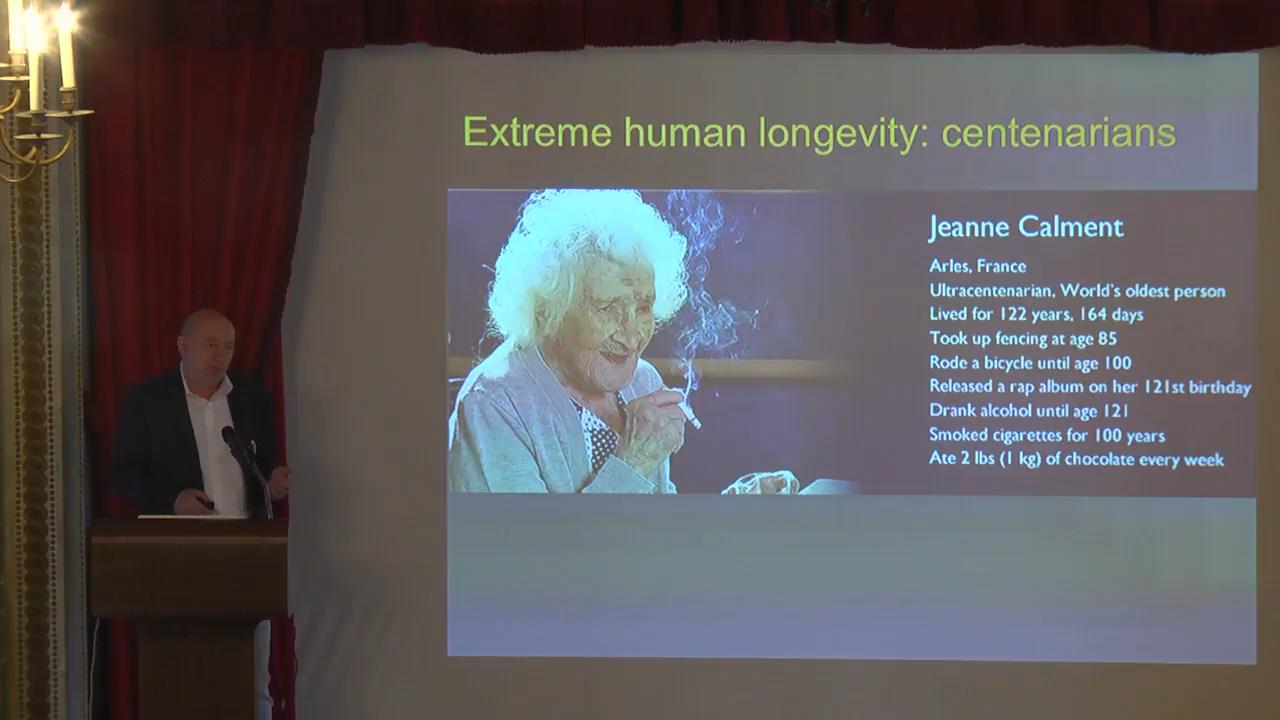 Extreme human longevity: centenarians
Jeanne Calment
Arles, France
Ultracentenarian, World's oldest person
Lived for 122 years, 164 days
Took up fencing at age 85
Rode a bicycle until age 100
Released a rap album on her 121st birthday
Drank alcohol until age 121
Smoked cigarettes for 100 years
Ate 2 lbs (1 kg) of chocolate every week